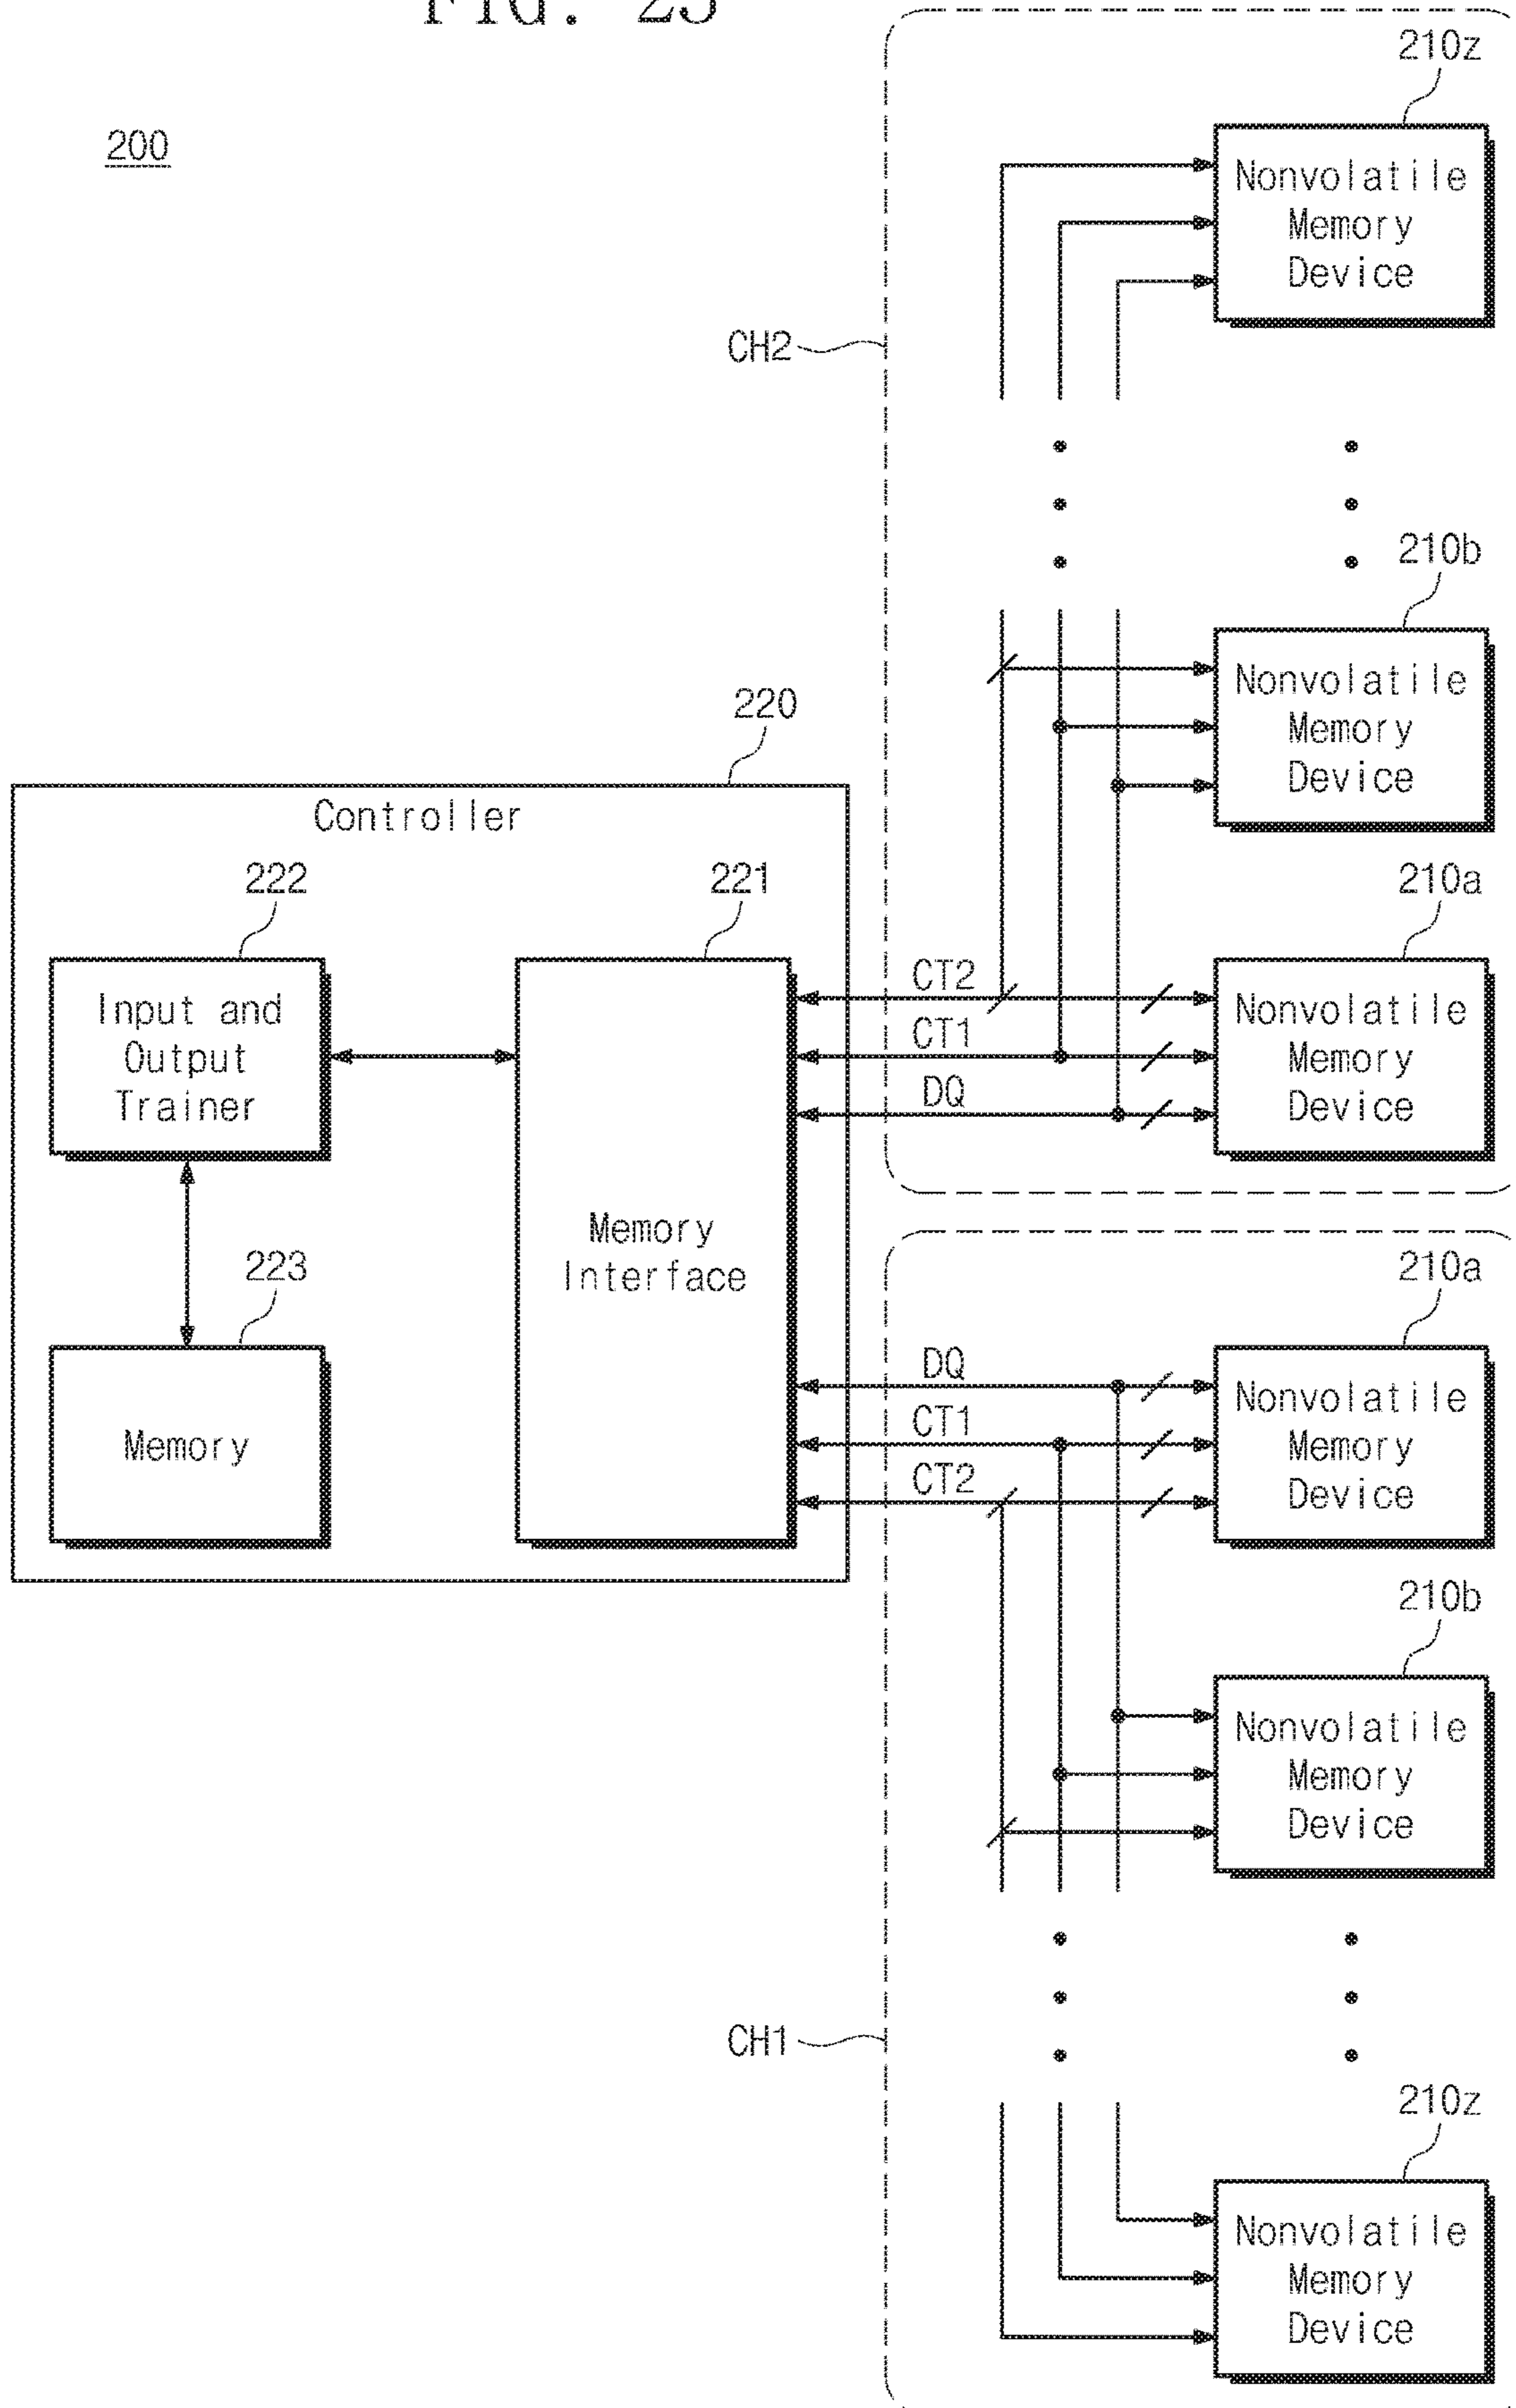 FIG. 23
200
210z
Nonvolatile
Memory
Device
CH2
210b
Nonvolatile
Memory
Device
220
Controller
222
221
210a
Input and
Output
Trainer
CT2
CT1
DQ
Nonvolatile
Memory
Device
Memory
Interface
223
Memory
210a
DQ
CT1
CT2
Nonvolatile
Memory
Device
210b
Nonvolatile
Memory
Device
CH1
210z
Nonvolatile
Memory
Device